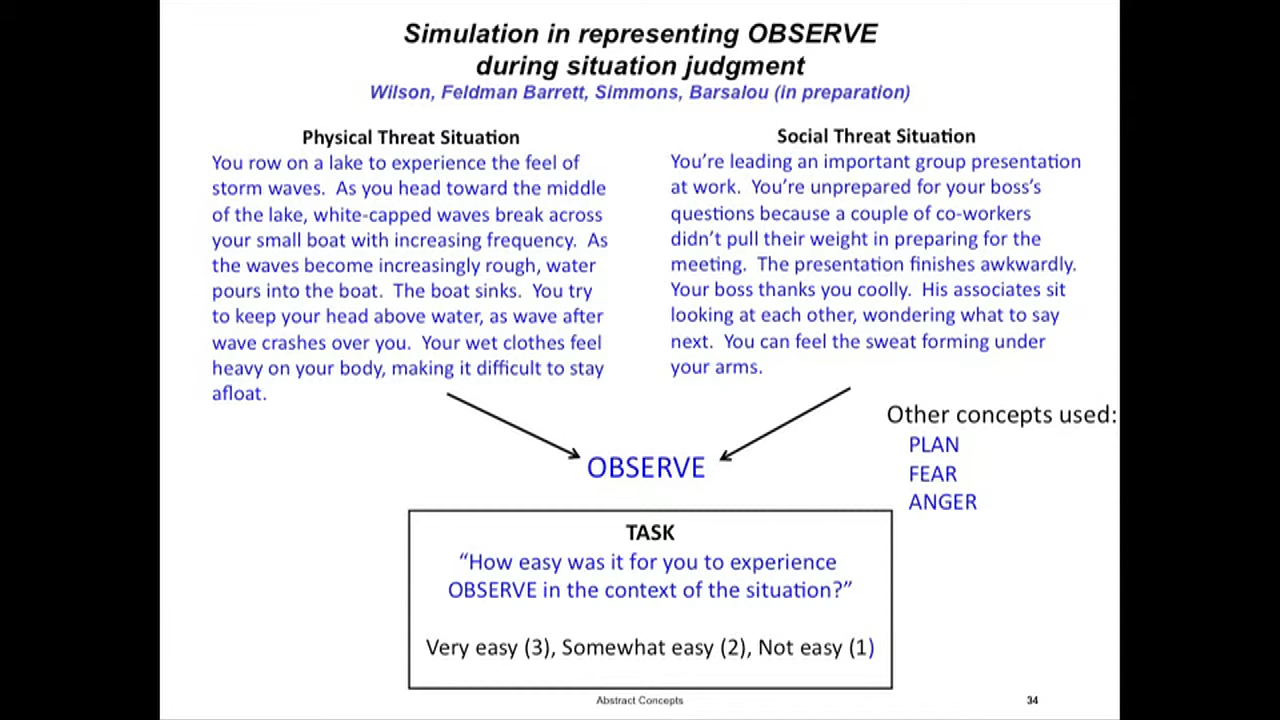 Simulation in representing OBSERVE
during situation judgment
Wilson, Feldman Barrett, Simmons, Barsalou (in preparation)
Physical Threat Situation
You row on a lake to experience the feel of
storm waves.  As you head toward the middle
of the lake, white-capped waves break across
your small boat with increasing frequency.  As
the waves become increasingly rough, water
pours into the boat.  The boat sinks.  You try
to keep your head above water, as wave after
wave crashes over you.  Your wet clothes feel
heavy on your body, making it difficult to stay
afloat.
Social Threat Situation
You’re leading an important group presentation
at work.  You’re unprepared for your boss’s
questions because a couple of co-workers
didn’t pull their weight in preparing for the
meeting.  The presentation finishes awkwardly.
Your boss thanks you coolly.  His associates sit
looking at each other, wondering what to say
next.  You can feel the sweat forming under
your arms.
OBSERVE
Other concepts used:
PLAN
FEAR
ANGER
TASK
“How easy was it for you to experience
OBSERVE in the context of the situation?”
Very easy (3), Somewhat easy (2), Not easy (1)
Abstract Concepts
34